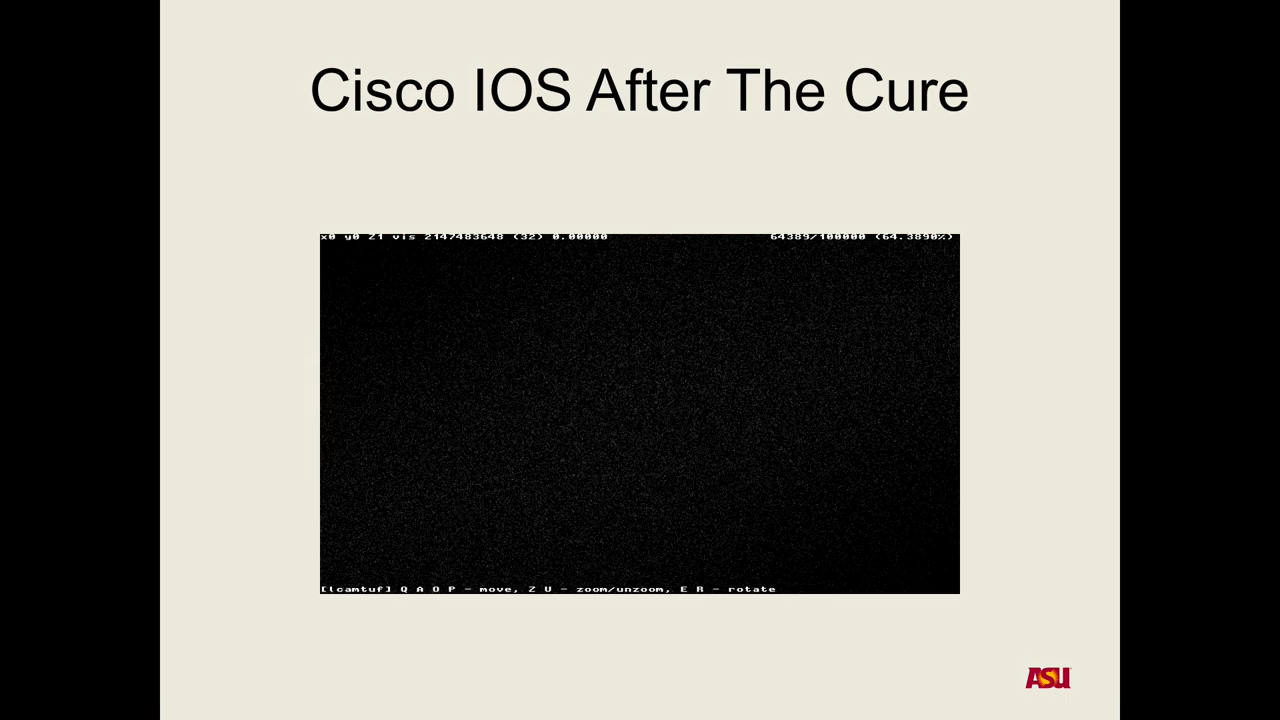 Cisco IOS After The Cure
x0 y0 z1 vis 2147483648 (32) 0.00000 64389/100000 (64.3890%)
[lcamtuf] Q A O P - move, Z U - zoom/unzoom, E R - rotate
ASU